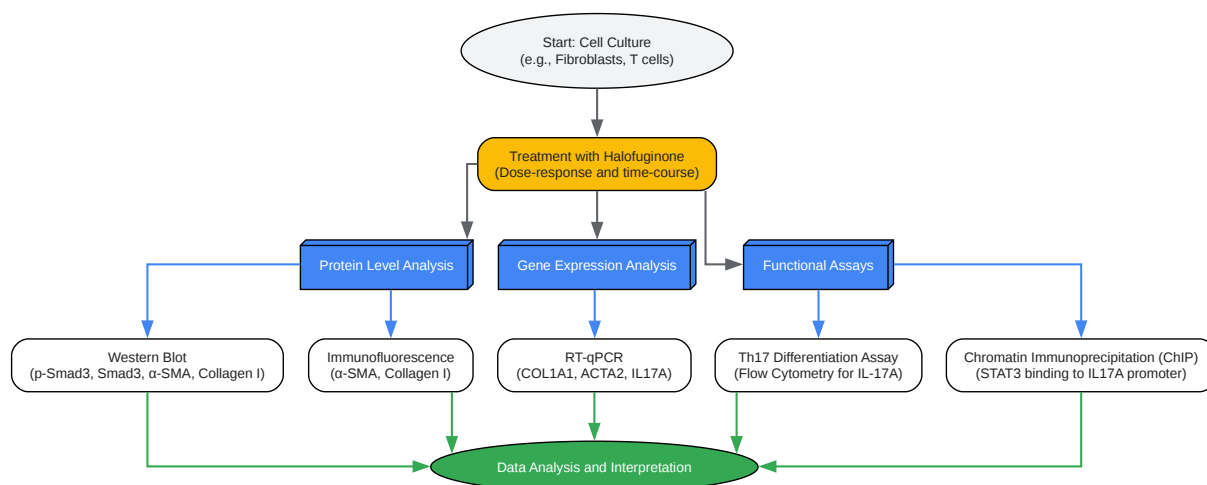 Start: Cell Culture
(e.g., Fibroblasts, T cells)
Treatment with Halofuginone
(Dose-response and time-course)
Protein Level Analysis
Gene Expression Analysis
Functional Assays
Western Blot
(p-Smad3, Smad3, α-SMA, Collagen I)
Immunofluorescence
(α-SMA, Collagen I)
RT-qPCR
(COL1A1, ACTA2, IL17A)
Th17 Differentiation Assay
(Flow Cytometry for IL-17A)
Chromatin Immunoprecipitation (ChIP)
(STAT3 binding to IL17A promoter)
Data Analysis and Interpretation